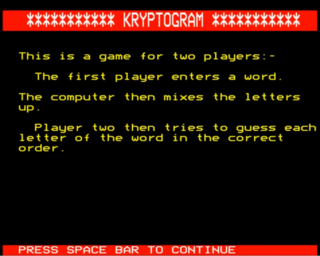 *********** KRYPTOGRAM ***********
This is a game for two players:-
The first player enters a word.
The computer then mixes the letters
up.
Player two then tries to guess each
letter of the word in the correct
order.
PRESS SPACE BAR TO CONTINUE